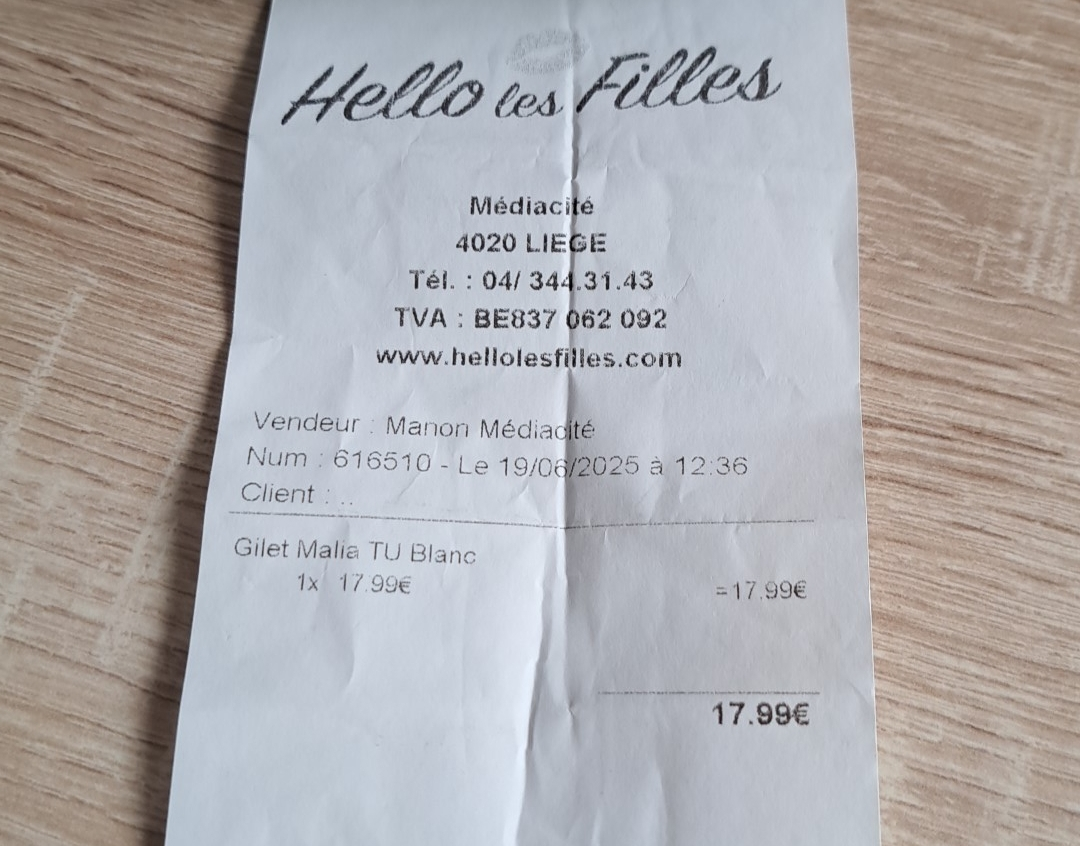 Hello les Filles
Médiacité
4020 LIEGE
Tél. : 04/ 344.31.43
TVA : BE837 062 092
www.hellolesfilles.com
Vendeur : Manon Médiacité
Num : 616510 - Le 19/06/2025 à 12:36
Client : ..
Gilet Malia TU Blanc
1x 17.99€ =17.99€
17.99€